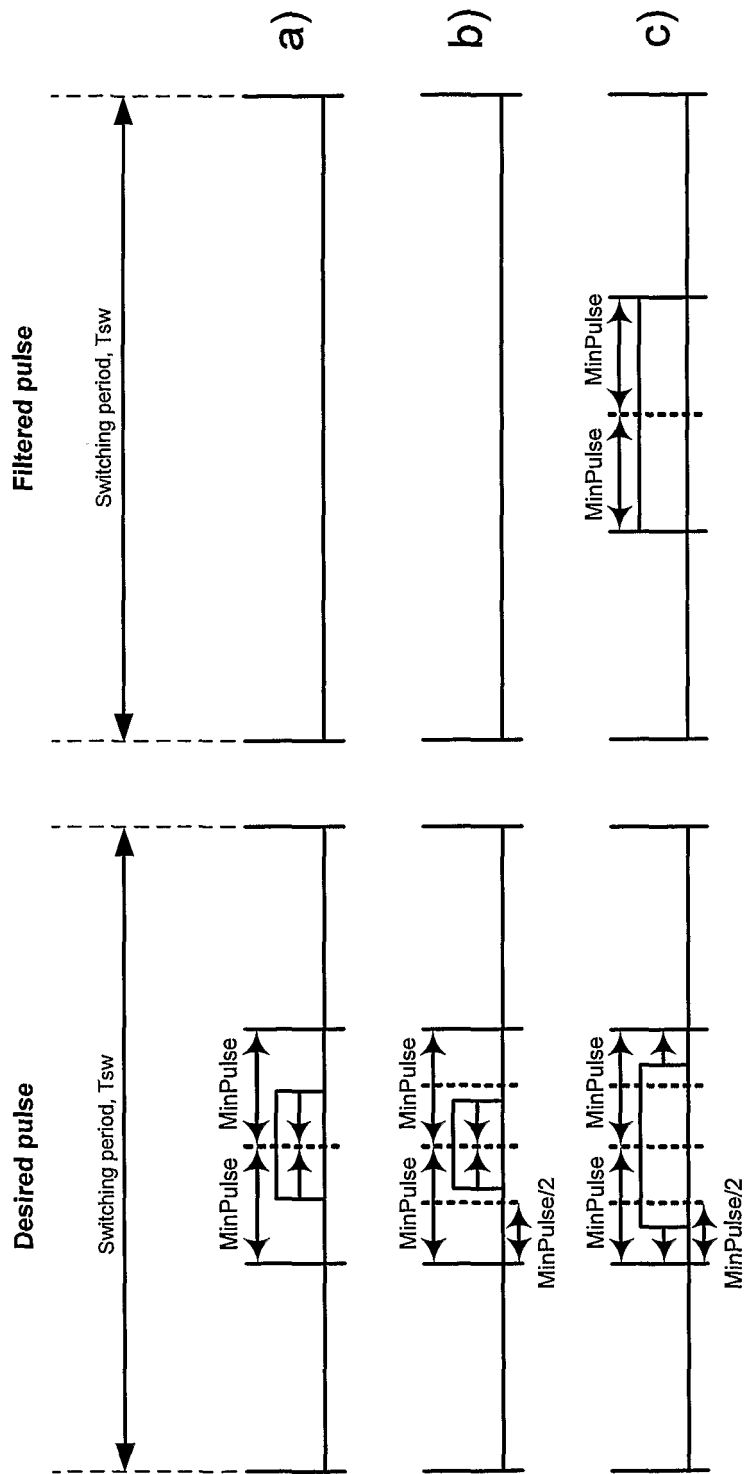 Desired pulse
Filtered pulse
Switching period, Tsw
Switching period, Tsw
MinPulse
MinPulse
a)
MinPulse
MinPulse
MinPulse/2
b)
MinPulse
MinPulse
MinPulse/2
MinPulse
MinPulse
c)